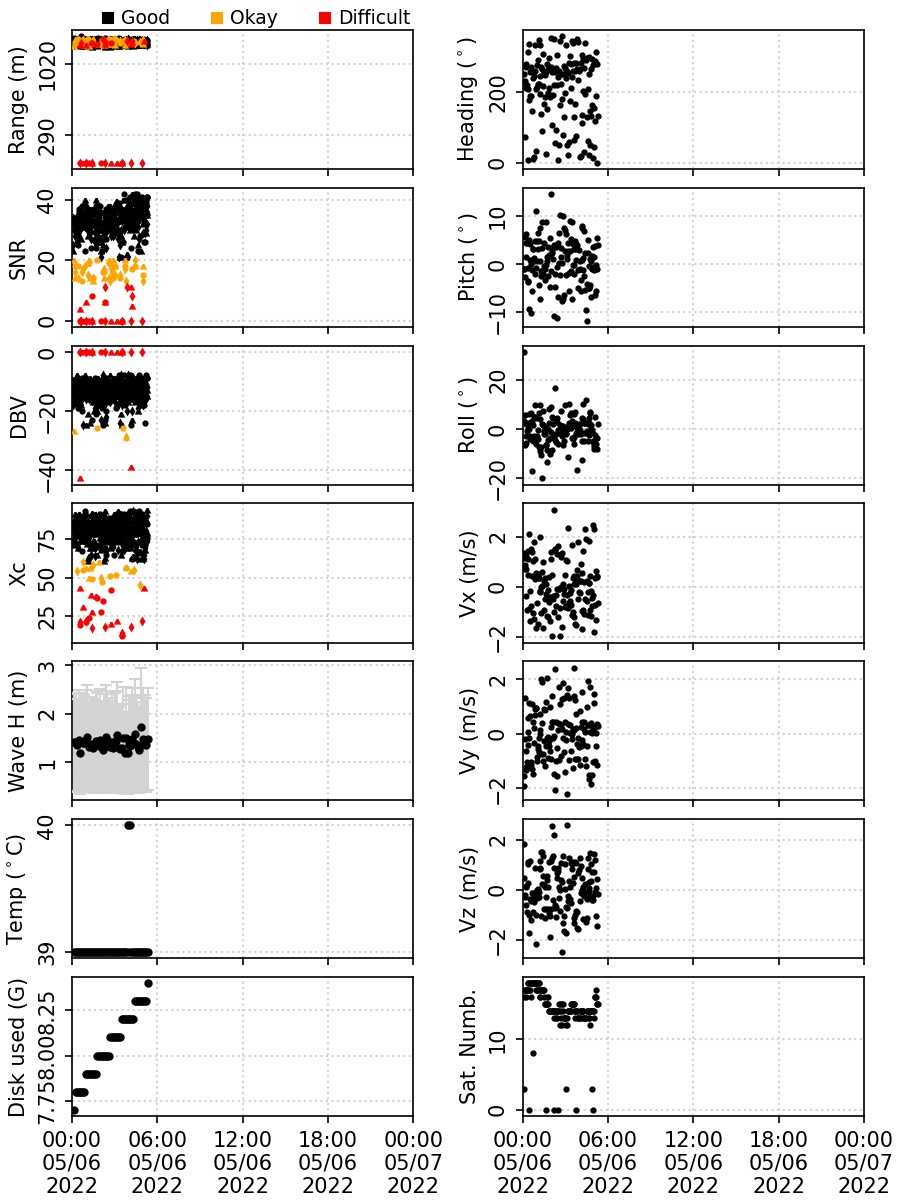 Good Okay Difficult
Range (m)
1020
290
Heading (°)
200
0
SNR
40
20
0
Pitch (°)
10
0
−10
DBV
0
−20
−40
Roll (°)
20
0
−20
Xc
75
50
25
Vx (m/s)
2
0
−2
Wave H (m)
3
2
1
Vy (m/s)
2
0
−2
Temp (°C)
40
39
Vz (m/s)
2
0
−2
Disk used (G)
8.25
8.00
7.75
Sat. Numb.
10
0
00:00 06:00 12:00 18:00 00:00
05/06 05/06 05/06 05/06 05/07
2022 2022 2022 2022 2022
00:00 06:00 12:00 18:00 00:00
05/06 05/06 05/06 05/06 05/07
2022 2022 2022 2022 2022